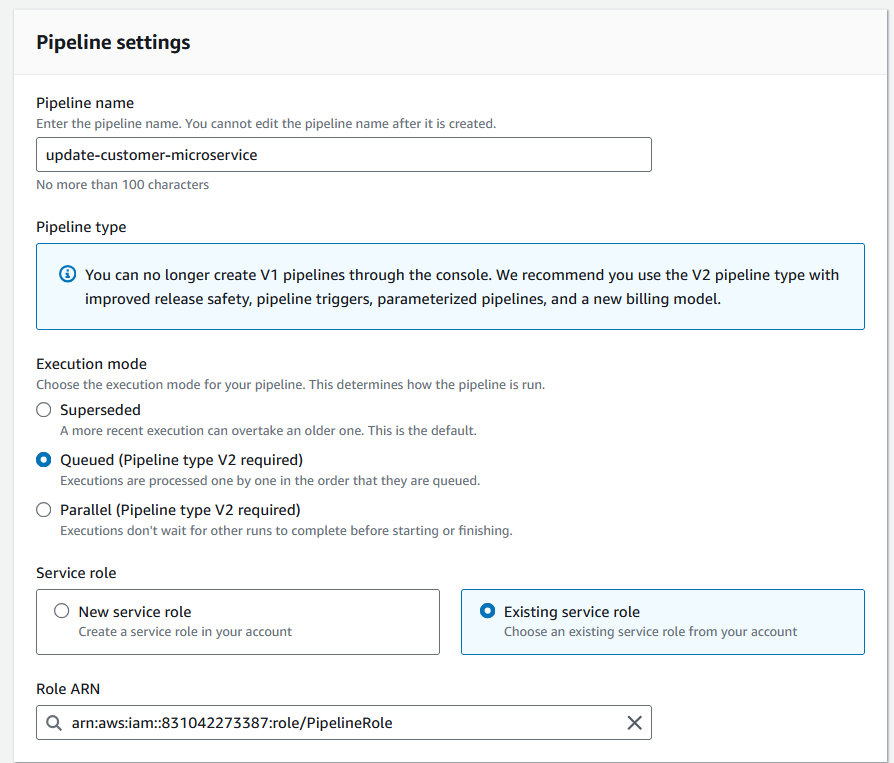 Pipeline settings
Pipeline name
Enter the pipeline name. You cannot edit the pipeline name after it is created.
update-customer-microservice
No more than 100 characters
Pipeline type
You can no longer create V1 pipelines through the console. We recommend you use the V2 pipeline type with
improved release safety, pipeline triggers, parameterized pipelines, and a new billing model.
Execution mode
Choose the execution mode for your pipeline. This determines how the pipeline is run.
Superseded
A more recent execution can overtake an older one. This is the default.
Queued (Pipeline type V2 required)
Executions are processed one by one in the order that they are queued.
Parallel (Pipeline type V2 required)
Executions don't wait for other runs to complete before starting or finishing.
Service role
New service role
Create a service role in your account
Existing service role
Choose an existing service role from your account
Role ARN
arn:aws:iam::831042273387:role/PipelineRole